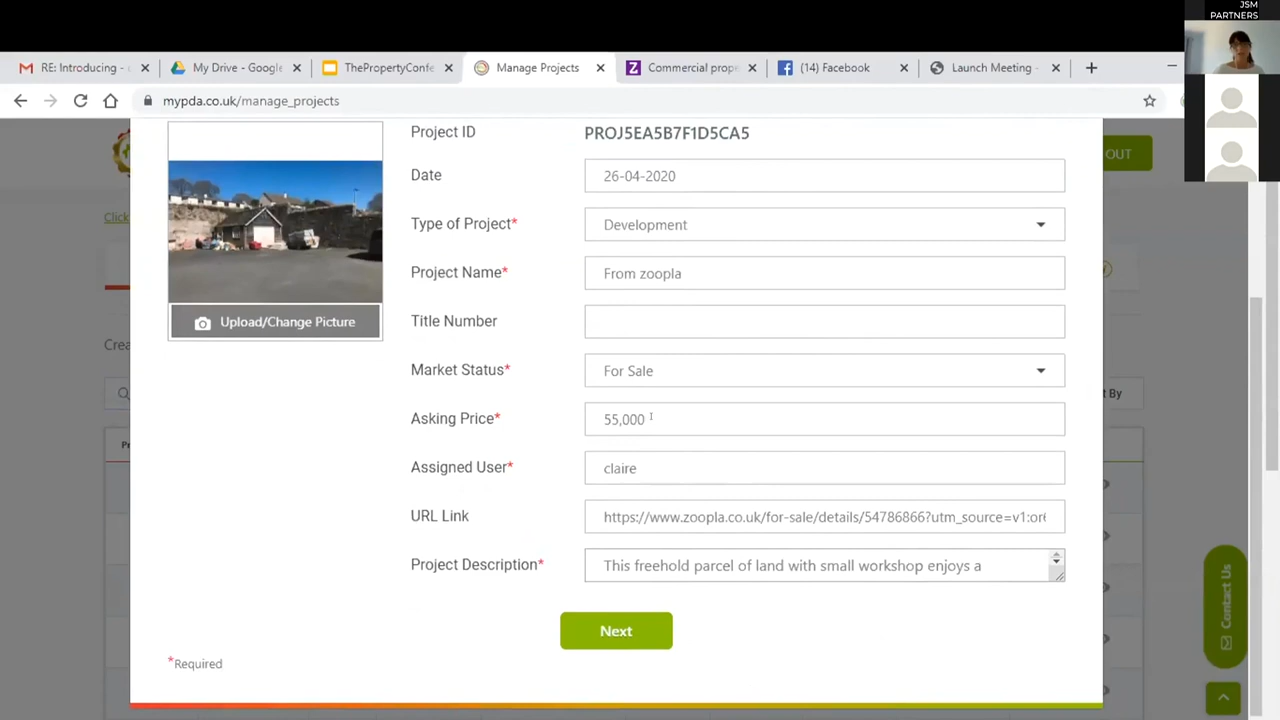 JSM
PARTNERS
RE: Introducing -
My Drive - Google
ThePropertyConfe
Manage Projects
Commercial prope
(14) Facebook
Launch Meeting -
mypda.co.uk/manage_projects
Project ID
PROJ5EA5B7F1D5CA5
OUT
Date
26-04-2020
Click
Type of Project*
Development
Project Name*
From zoopla
Upload/Change Picture
Title Number
Crea
Market Status*
For Sale
t By
Asking Price*
55,000
Pr
Assigned User*
claire
URL Link
https://www.zoopla.co.uk/for-sale/details/54786866?utm_source=v1:or
Project Description*
This freehold parcel of land with small workshop enjoys a
Contact Us
Next
*Required